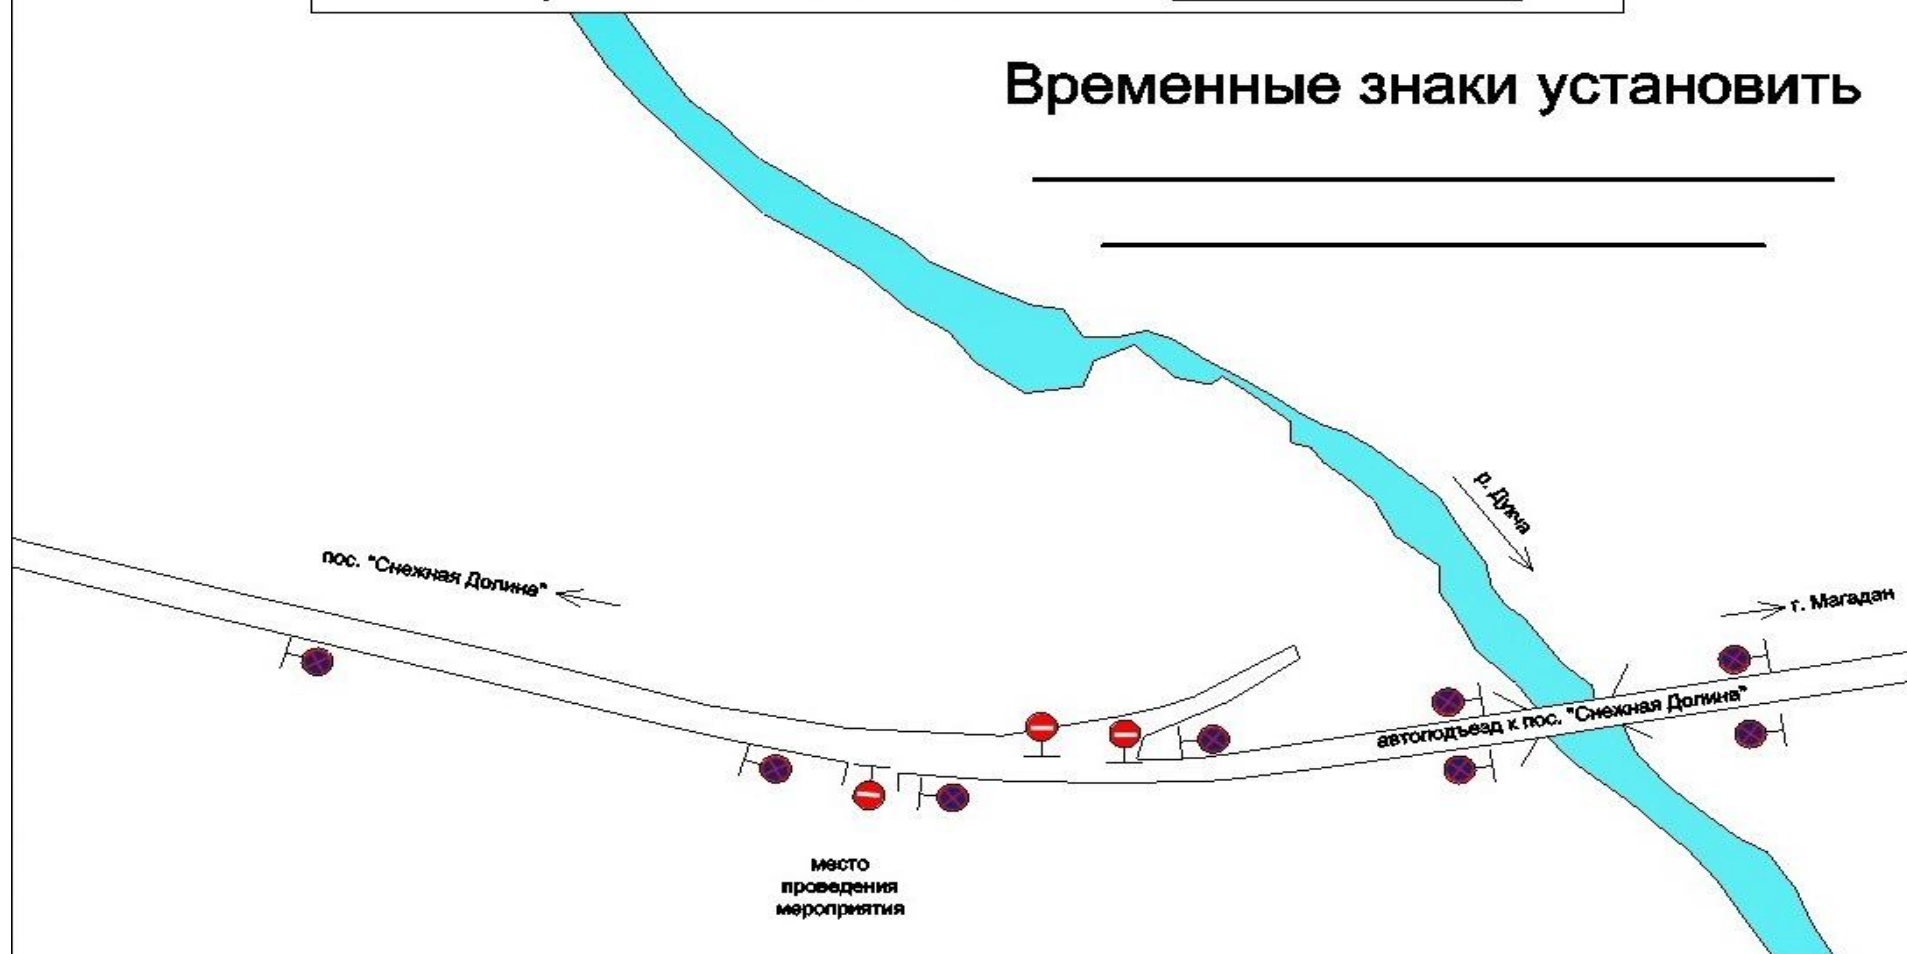 Временные знаки установить
р. Дукча
пос. "Снежная Долина"
г. Магадан
автоподъезд к пос. "Снежная Долина"
место
проведения
мероприятия